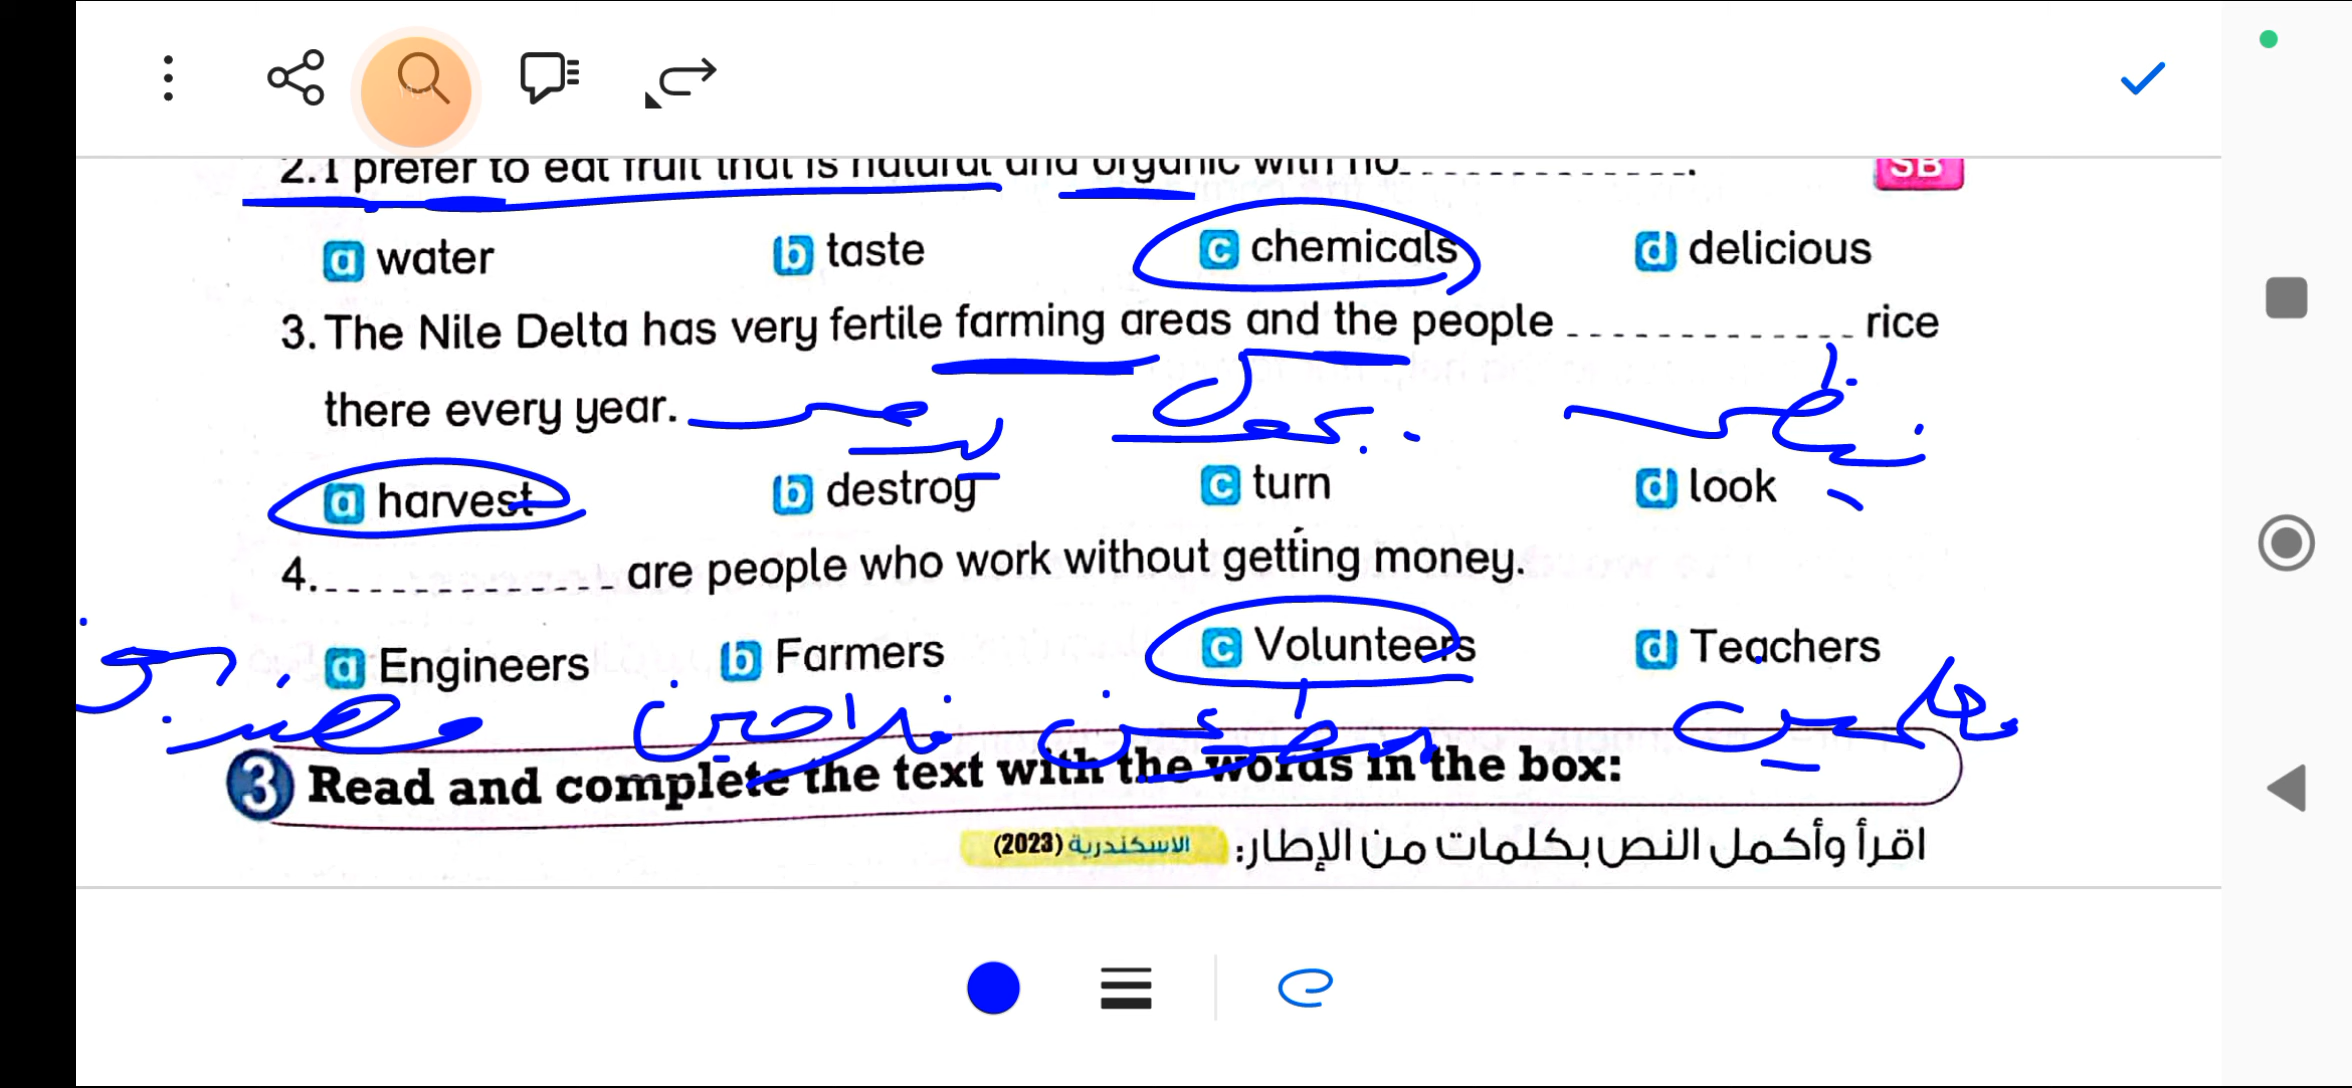 2. I prefer to eat fruit that is natural and organic with no.............. SB
a water b taste c chemicals d delicious
3. The Nile Delta has very fertile farming areas and the people .............. rice
there every year.
a harvest b destroy c turn d look
4. .............. are people who work without getting money.
a Engineers b Farmers c Volunteers d Teachers
3 Read and complete the text with the words in the box:
اقرأ وأكمل النص بكلمات من الإطار: الاسكندرية (2023)